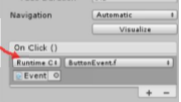 Navigation Automatic
Visualize
On Click ()
Runtime ButtonEvent.f
Event
+ -